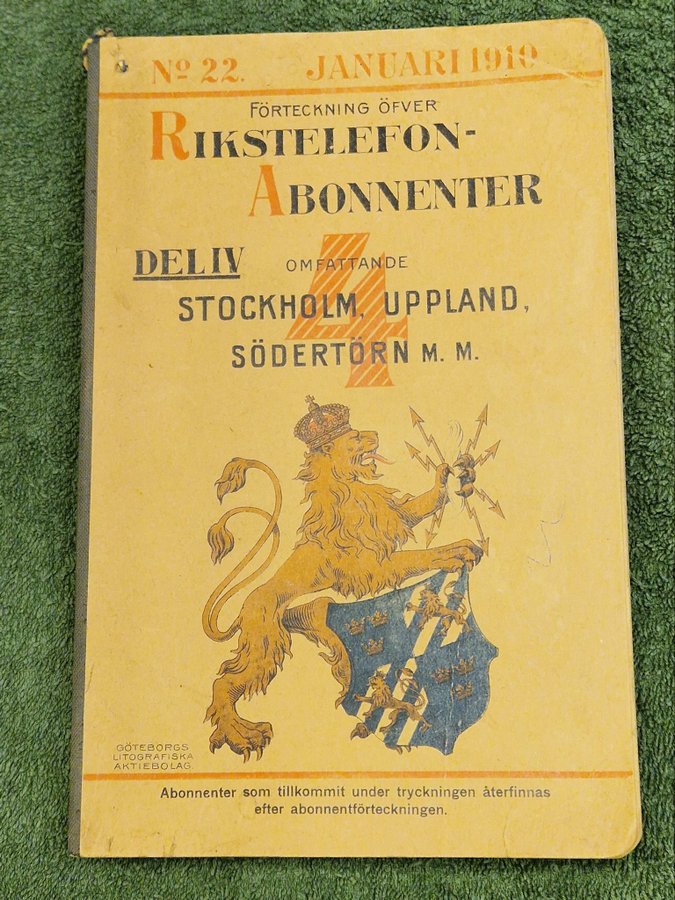 No 22. JANUARI 1910
FÖRTECKNING ÖFVER
RIKSTELEFON-
ABONNENTER
4
DEL IV OMFATTANDE
STOCKHOLM, UPPLAND,
SÖDERTÖRN M. M.
GÖTEBORGS
LITOGRAFISKA
AKTIEBOLAG.
Abonnenter som tillkommit under tryckningen återfinnas
efter abonnentförteckningen.